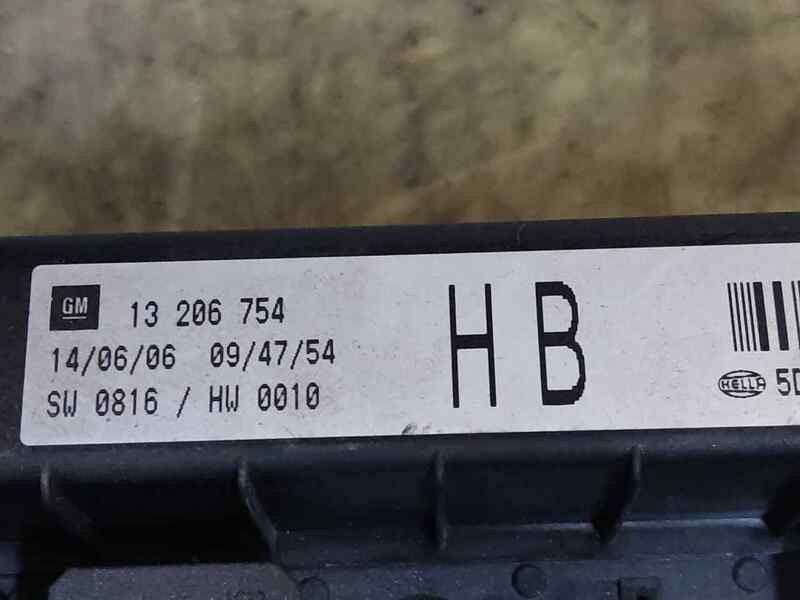 GM 13 206 754
14/06/06 09/47/54
SW 0816 / HW 0010
HB
HELLA 5D